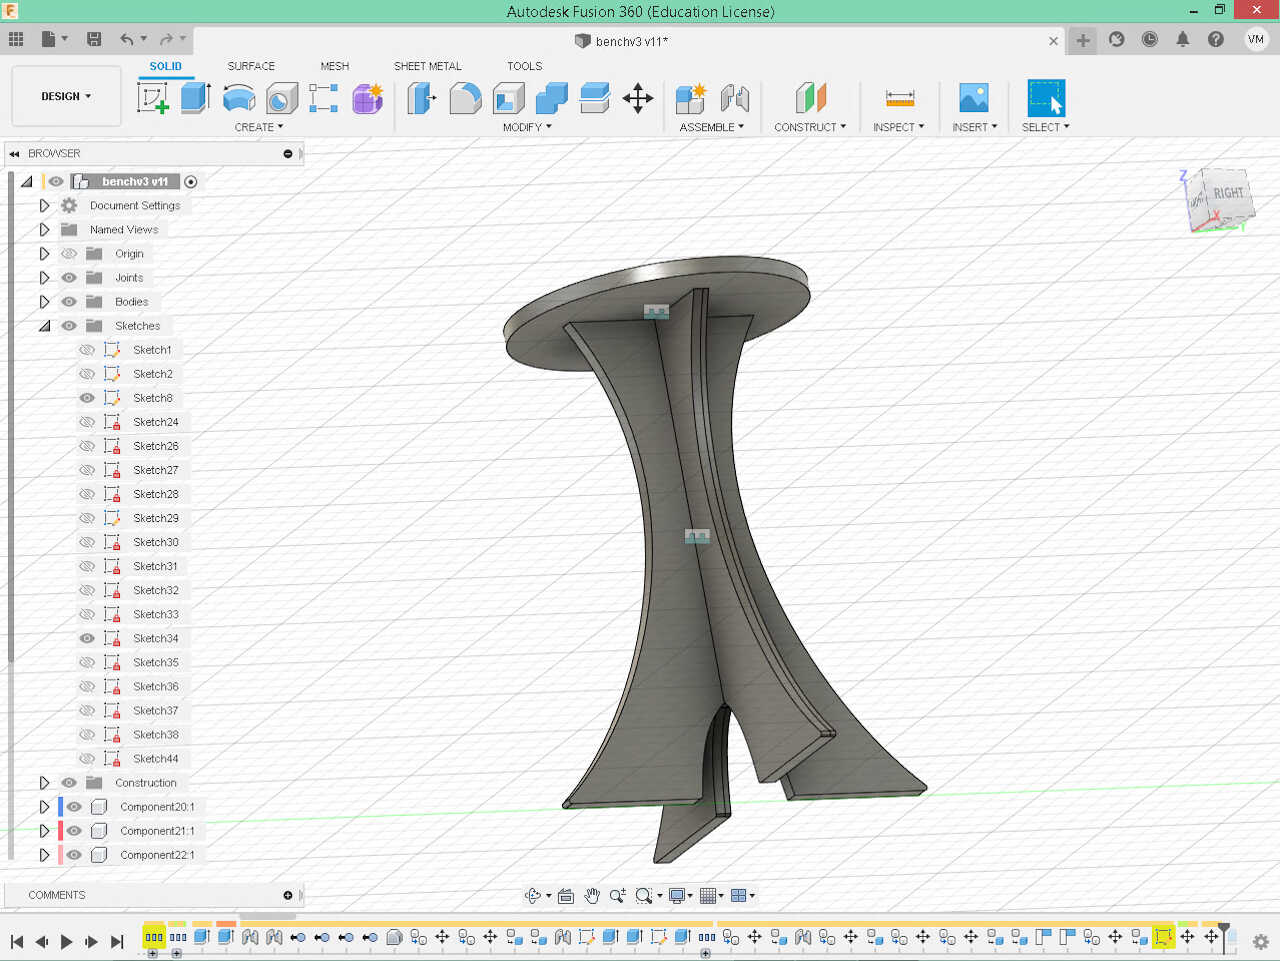 Autodesk Fusion 360 (Education License)
benchv3 v11*
VM
SOLID SURFACE MESH SHEET METAL TOOLS
DESIGN
CREATE MODIFY ASSEMBLE CONSTRUCT INSPECT INSERT SELECT
BROWSER
benchv3 v11
Document Settings
Named Views
Origin
Joints
Bodies
Sketches
Sketch1
Sketch2
Sketch8
Sketch24
Sketch26
Sketch27
Sketch28
Sketch29
Sketch30
Sketch31
Sketch32
Sketch33
Sketch34
Sketch35
Sketch36
Sketch37
Sketch38
Sketch44
Construction
Component20:1
Component21:1
Component22:1
Z
RIGHT
X
Y
COMMENTS